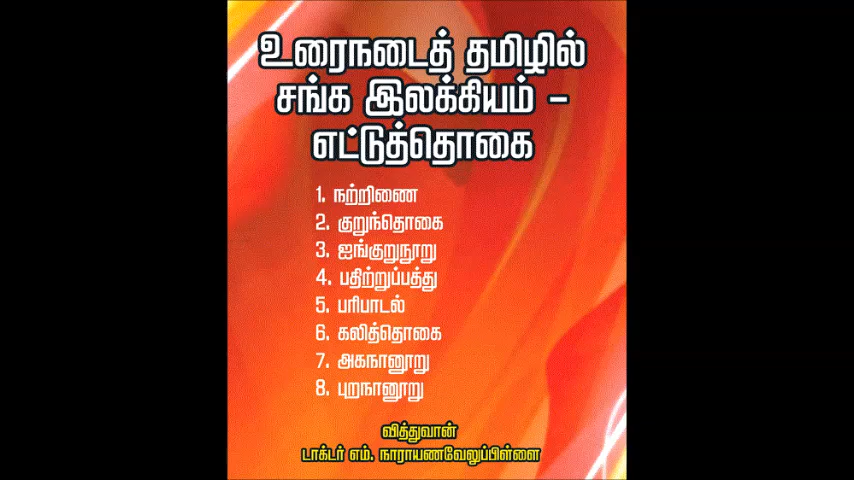 உரைநடைத் தமிழில்
சங்க இலக்கியம் –
எட்டுத்தொகை
1. நற்றிணை
2. குறுந்தொகை
3. ஐங்குறுநூறு
4. பதிற்றுப்பத்து
5. பரிபாடல்
6. கலித்தொகை
7. அகநானூறு
8. புறநானூறு
வித்துவான்
டாக்டர் எம். நாராயணவேலுப்பிள்ளை